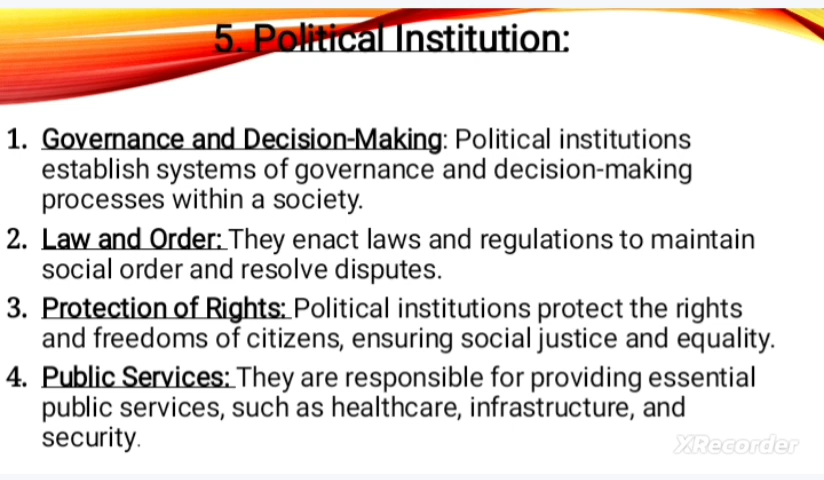 5. Political Institution:
1. Governance and Decision-Making: Political institutions
establish systems of governance and decision-making
processes within a society.
2. Law and Order: They enact laws and regulations to maintain
social order and resolve disputes.
3. Protection of Rights: Political institutions protect the rights
and freedoms of citizens, ensuring social justice and equality.
4. Public Services: They are responsible for providing essential
public services, such as healthcare, infrastructure, and
security.
XRecorder